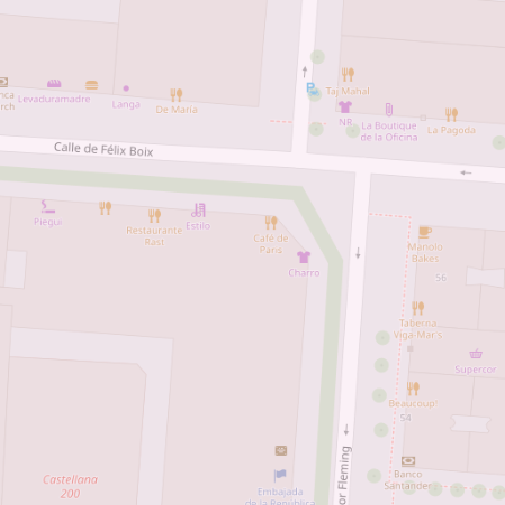 Taj Mahal
Levaduramadre
Langa
De María
NR
La Boutique
de la Oficina
La Pagoda
Calle de Félix Boix
Piegui
Restaurante
Rasi
Estilo
Café de
París
Charro
Manolo
Bakes
56
Taberna
Viga-Mar's
Supercor
Beaucoup!
54
Banco
Santander
Castellana
200
Embajada
de la República
or Fleming